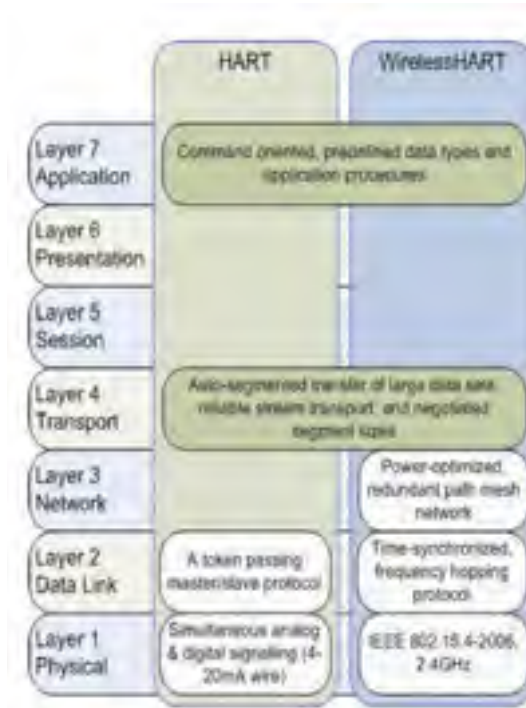 HART
WirelessHART
Layer 7
Application
Command oriented, predefined data types and
application procedures
Layer 6
Presentation
Layer 5
Session
Layer 4
Transport
Auto-segmented transfer of large data sets,
reliable stream transport, and negotiated
segment sizes
Layer 3
Network
Power-optimized,
redundant path mesh
network
Layer 2
Data Link
A token passing
master/slave protocol
Time-synchronized,
frequency hopping
protocol
Layer 1
Physical
Simultaneous analog
& digital signalling (4-
20mA wire)
IEEE 802.15.4-2006,
2.4GHz